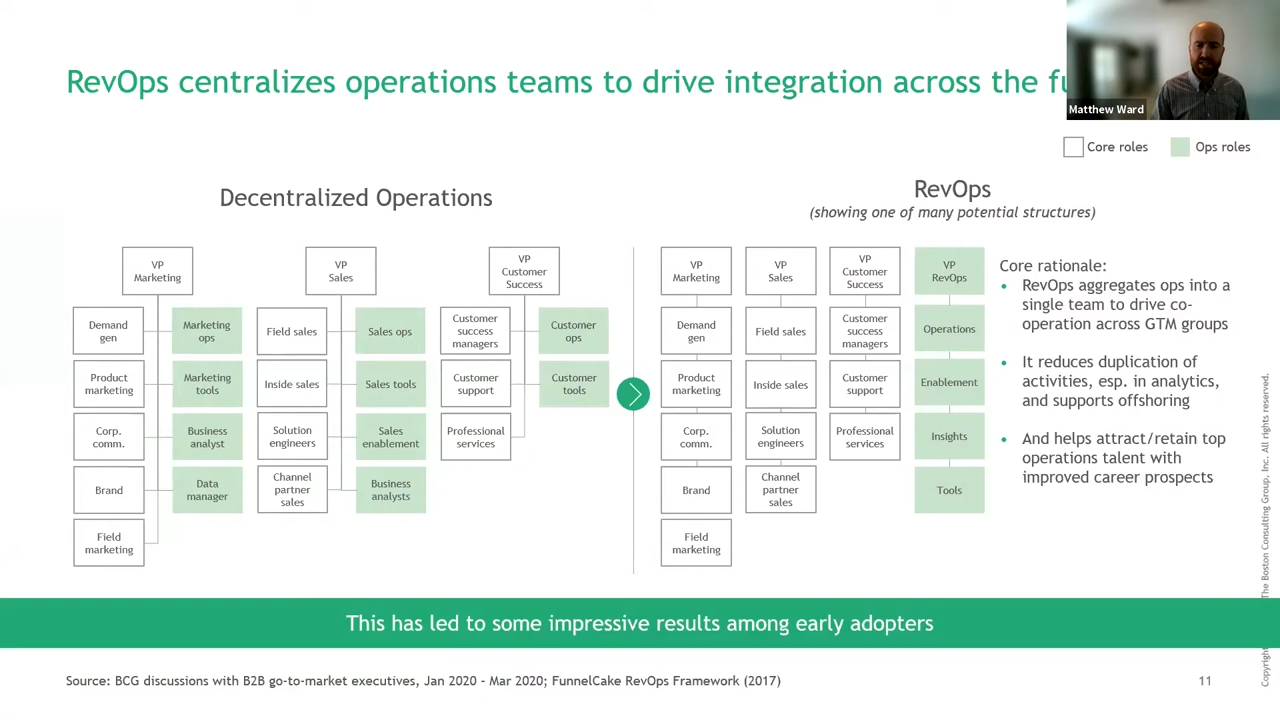 RevOps centralizes operations teams to drive integration across the
Matthew Ward
Core roles
Ops roles
Decentralized Operations
RevOps
(showing one of many potential structures)
VP
Marketing
Demand
gen
Marketing
ops
Product
marketing
Marketing
tools
Corp.
comm.
Business
analyst
Brand
Data
manager
Field
marketing
VP
Sales
Field sales
Sales ops
Inside sales
Sales tools
Solution
engineers
Sales
enablement
Channel
partner
sales
Business
analysts
VP
Customer
Success
Customer
success
managers
Customer
ops
Customer
support
Customer
tools
Professional
services
VP
Marketing
Demand
gen
Product
marketing
Corp.
comm.
Brand
Field
marketing
VP
Sales
Field sales
Inside sales
Solution
engineers
Channel
partner
sales
VP
Customer
Success
Customer
success
managers
Customer
support
Professional
services
VP
RevOps
Operations
Enablement
Insights
Tools
Core rationale:
• RevOps aggregates ops into a
single team to drive co-
operation across GTM groups
• It reduces duplication of
activities, esp. in analytics,
and supports offshoring
• And helps attract/retain top
operations talent with
improved career prospects
This has led to some impressive results among early adopters
Source: BCG discussions with B2B go-to-market executives, Jan 2020 - Mar 2020; FunnelCake RevOps Framework (2017)
11
Copyright The Boston Consulting Group, Inc. All rights reserved.